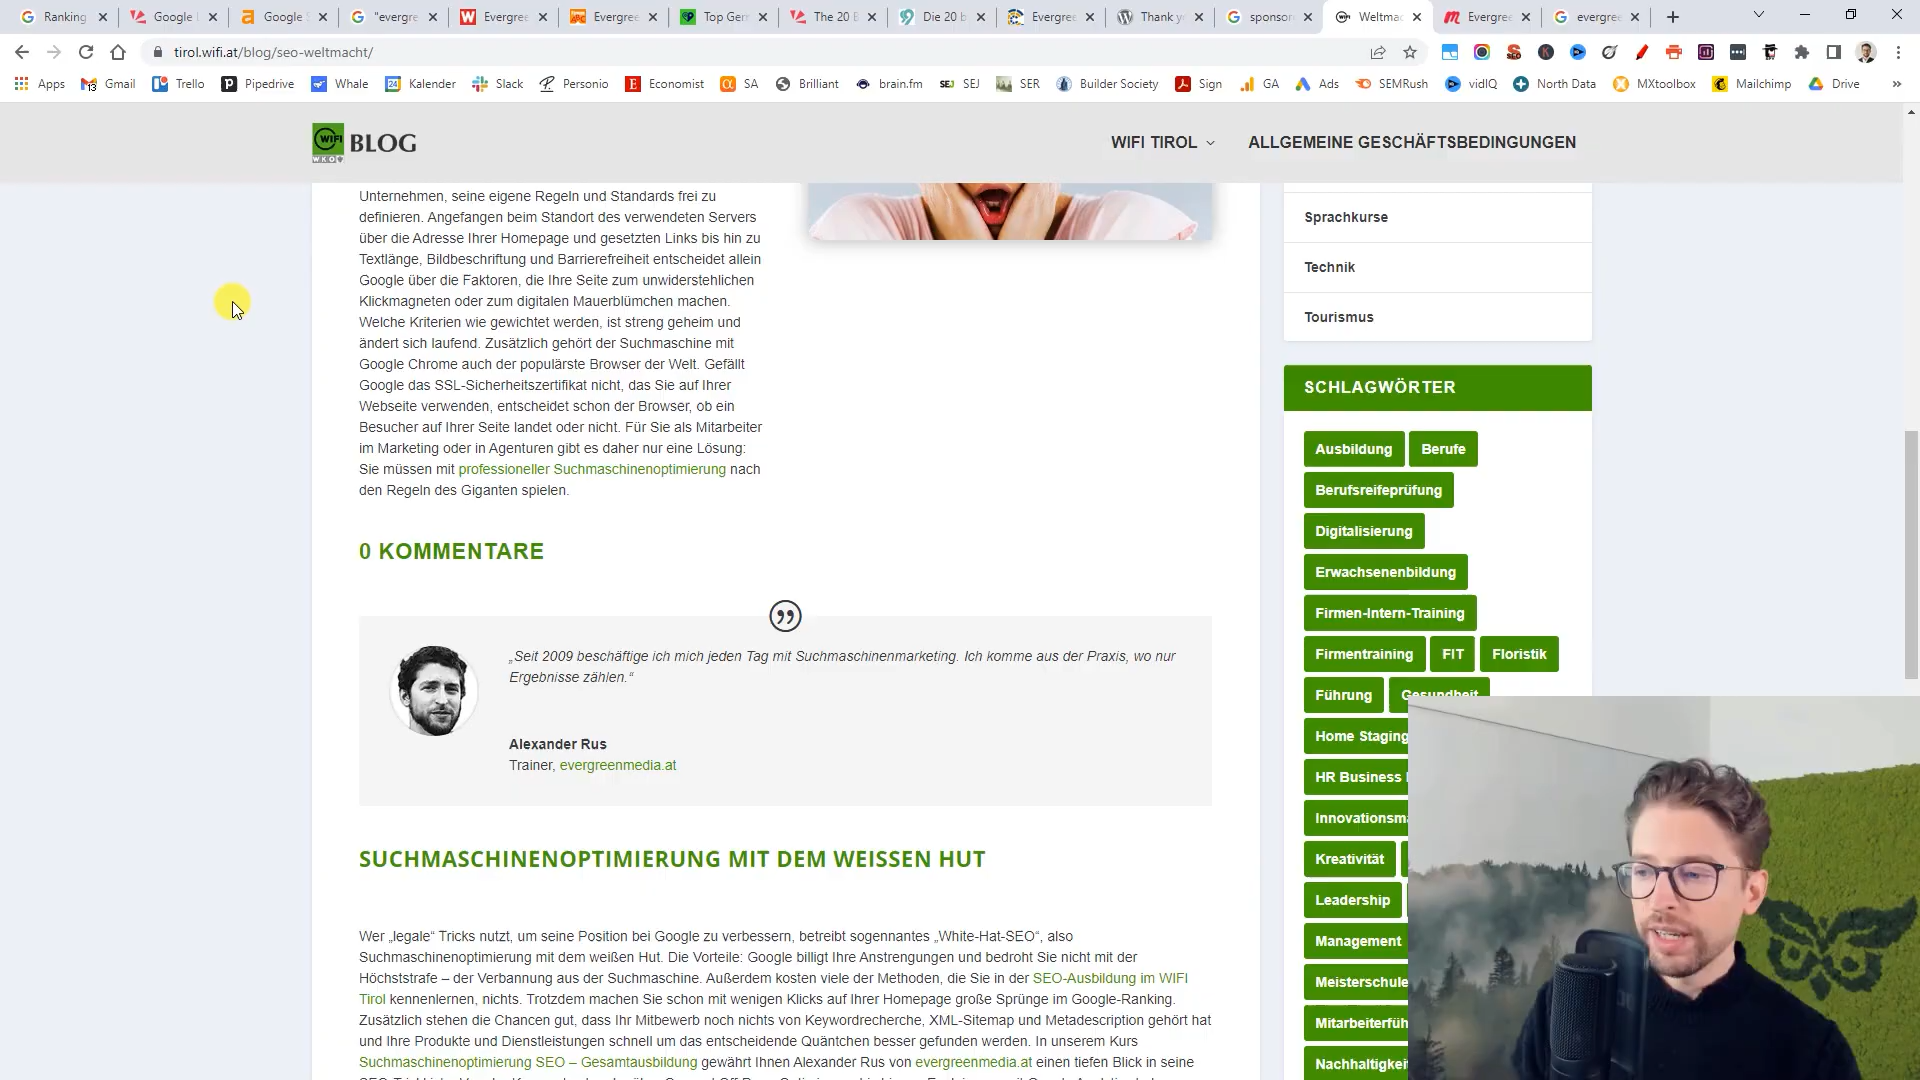 Ranking
Google
Google
"evergre
Evergree
Evergree
Top Ger
The 20 B
Die 20 b
Evergree
Thank y
sponsor
Weltmac
Evergree
evergree
tirol.wifi.at/blog/seo-weltmacht/
Apps Gmail Trello Pipedrive Whale Kalender Slack Personio Economist SA Brilliant brain.fm SEJ SER Builder Society Sign GA Ads SEMRush vidIQ North Data MXtoolbox Mailchimp Drive »
WIFI
WKO
BLOG
WIFI TIROL
ALLGEMEINE GESCHÄFTSBEDINGUNGEN
Unternehmen, seine eigene Regeln und Standards frei zu
definieren. Angefangen beim Standort des verwendeten Servers
über die Adresse Ihrer Homepage und gesetzten Links bis hin zu
Textlänge, Bildbeschriftung und Barrierefreiheit entscheidet allein
Google über die Faktoren, die Ihre Seite zum unwiderstehlichen
Klickmagneten oder zum digitalen Mauerblümchen machen.
Welche Kriterien wie gewichtet werden, ist streng geheim und
ändert sich laufend. Zusätzlich gehört der Suchmaschine mit
Google Chrome auch der populärste Browser der Welt. Gefällt
Google das SSL-Sicherheitszertifikat nicht, das Sie auf Ihrer
Webseite verwenden, entscheidet schon der Browser, ob ein
Besucher auf Ihrer Seite landet oder nicht. Für Sie als Mitarbeiter
im Marketing oder in Agenturen gibt es daher nur eine Lösung:
Sie müssen mit professioneller Suchmaschinenoptimierung nach
den Regeln des Giganten spielen.
0 KOMMENTARE
„Seit 2009 beschäftige ich mich jeden Tag mit Suchmaschinenmarketing. Ich komme aus der Praxis, wo nur
Ergebnisse zählen.“
Alexander Rus
Trainer, evergreenmedia.at
SUCHMASCHINENOPTIMIERUNG MIT DEM WEISSEN HUT
Wer „legale“ Tricks nutzt, um seine Position bei Google zu verbessern, betreibt sogennantes „White-Hat-SEO“, also
Suchmaschinenoptimierung mit dem weißen Hut. Die Vorteile: Google billigt Ihre Anstrengungen und bedroht Sie nicht mit der
Höchststrafe – der Verbannung aus der Suchmaschine. Außerdem kosten viele der Methoden, die Sie in der SEO-Ausbildung im WIFI
Tirol kennenlernen, nichts. Trotzdem machen Sie schon mit wenigen Klicks auf Ihrer Homepage große Sprünge im Google-Ranking.
Zusätzlich stehen die Chancen gut, dass Ihr Mitbewerb noch nichts von Keywordrecherche, XML-Sitemap und Metadescription gehört hat
und Ihre Produkte und Dienstleistungen schnell um das entscheidende Quäntchen besser gefunden werden. In unserem Kurs
Suchmaschinenoptimierung SEO – Gesamtausbildung gewährt Ihnen Alexander Rus von evergreenmedia.at einen tiefen Blick in seine
Sprachkurse
Technik
Tourismus
SCHLAGWÖRTER
Ausbildung Berufe
Berufsreifeprüfung
Digitalisierung
Erwachsenenbildung
Firmen-Intern-Training
Firmentraining FIT Floristik
Führung Gesundheit
Home Staging
HR Business
Innovationsma
Kreativität
Leadership
Management
Meisterschule
Mitarbeiterfüh
Nachhaltigkei